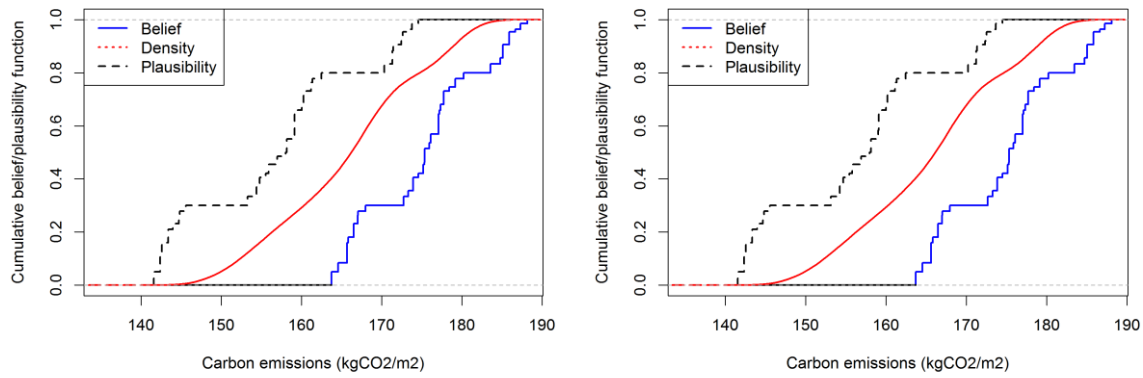 Cumulative belief/plausibility function
1.0
0.8
0.6
0.4
0.2
0.0
Belief
Density
Plausibility
140 150 160 170 180 190
Carbon emissions (kgCO2/m2)
Cumulative belief/plausibility function
1.0
0.8
0.6
0.4
0.2
0.0
Belief
Density
Plausibility
140 150 160 170 180 190
Carbon emissions (kgCO2/m2)